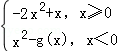 -2x²+x, x≥0
x²-g(x), x<0